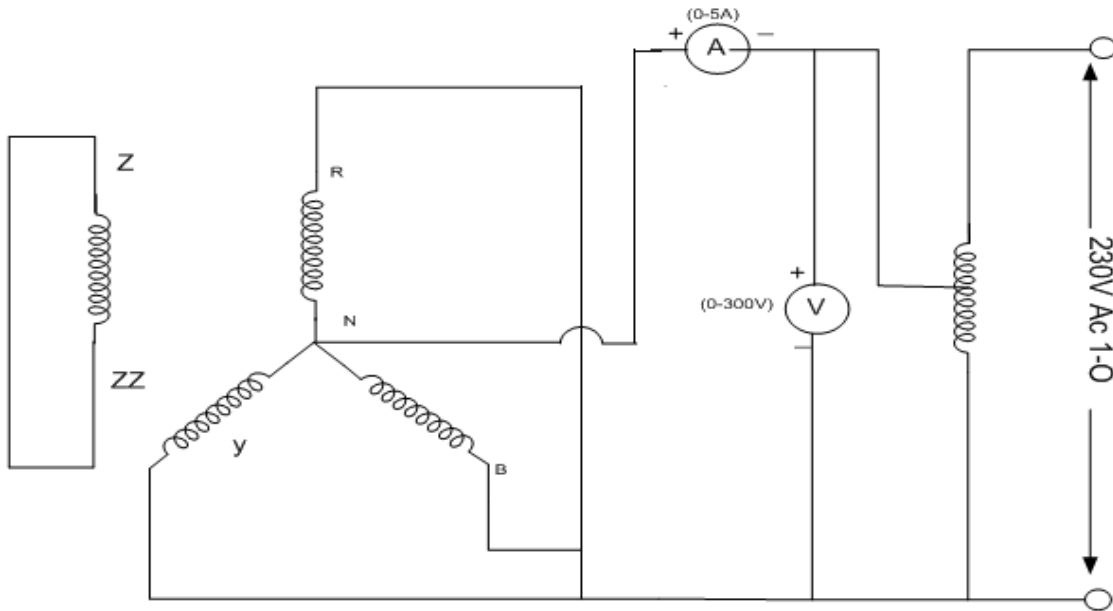 (0-5A)
+ A –
Z
R
+
(0-300V) V
–
N
ZZ
y
B
230V Ac 1-O